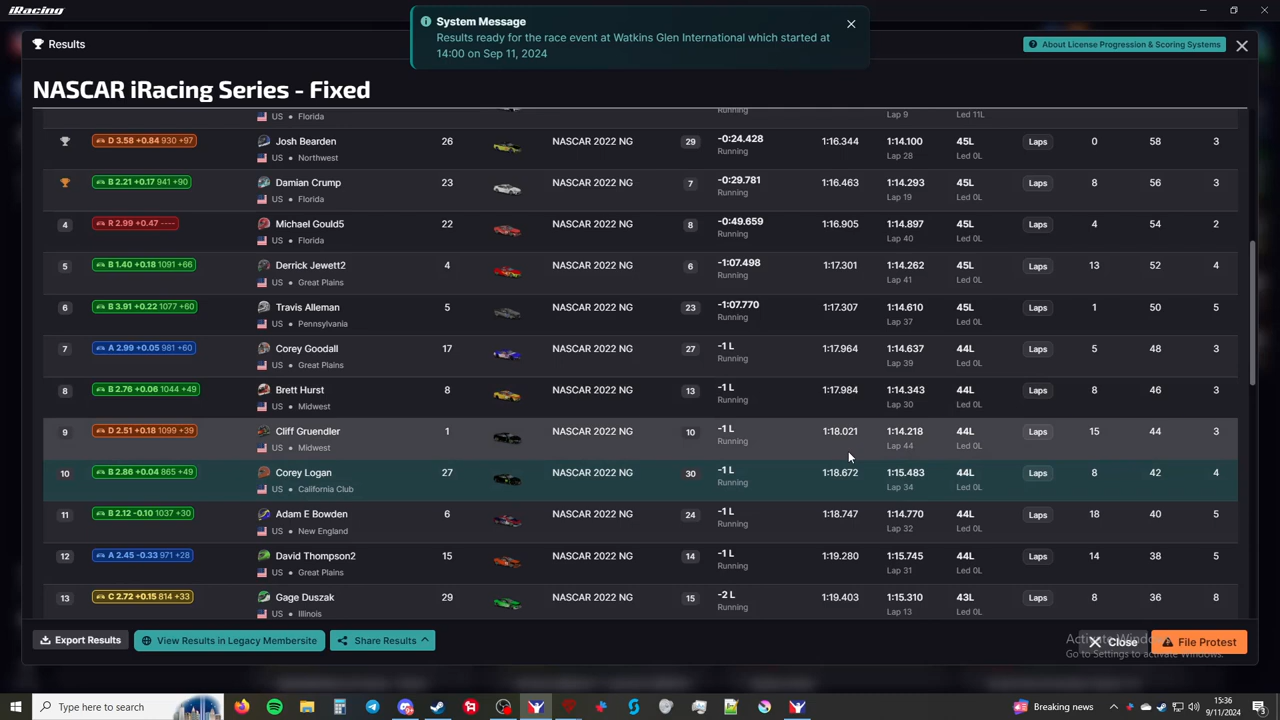 iRacing
System Message
Results ready for the race event at Watkins Glen International which started at
14:00 on Sep 11, 2024
Results
About License Progression & Scoring Systems
NASCAR iRacing Series - Fixed
US • Florida Running Lap 9 Led 11L
D 3.58 +0.84 930 +97 Josh Bearden 26 NASCAR 2022 NG 29 -0:24.428 1:16.344 1:14.100 45L Laps 0 58 3
US • Northwest Running Lap 28 Led 0L
B 2.21 +0.17 941 +90 Damian Crump 23 NASCAR 2022 NG 7 -0:29.781 1:16.463 1:14.293 45L Laps 8 56 3
US • Florida Running Lap 19 Led 0L
4 R 2.99 +0.47 ---- Michael Gould5 22 NASCAR 2022 NG 8 -0:49.659 1:16.905 1:14.897 45L Laps 4 54 2
US • Florida Running Lap 40 Led 0L
5 B 1.40 +0.18 1091 +66 Derrick Jewett2 4 NASCAR 2022 NG 6 -1:07.498 1:17.301 1:14.262 45L Laps 13 52 4
US • Great Plains Running Lap 41 Led 0L
6 B 3.91 +0.22 1077 +60 Travis Alleman 5 NASCAR 2022 NG 23 -1:07.770 1:17.307 1:14.610 45L Laps 1 50 5
US • Pennsylvania Running Lap 37 Led 0L
7 A 2.99 +0.05 981 +60 Corey Goodall 17 NASCAR 2022 NG 27 -1 L 1:17.964 1:14.637 44L Laps 5 48 3
US • Great Plains Running Lap 39 Led 0L
8 B 2.76 +0.06 1044 +49 Brett Hurst 8 NASCAR 2022 NG 13 -1 L 1:17.984 1:14.343 44L Laps 8 46 3
US • Midwest Running Lap 30 Led 0L
9 D 2.51 +0.18 1099 +39 Cliff Gruendler 1 NASCAR 2022 NG 10 -1 L 1:18.021 1:14.218 44L Laps 15 44 3
US • Midwest Running Lap 44 Led 0L
10 B 2.86 +0.04 865 +49 Corey Logan 27 NASCAR 2022 NG 30 -1 L 1:18.672 1:15.483 44L Laps 8 42 4
US • California Club Running Lap 34 Led 0L
11 B 2.12 -0.10 1037 +30 Adam E Bowden 6 NASCAR 2022 NG 24 -1 L 1:18.747 1:14.770 44L Laps 18 40 5
US • New England Running Lap 32 Led 0L
12 A 2.45 -0.33 971 +28 David Thompson2 15 NASCAR 2022 NG 14 -1 L 1:19.280 1:15.745 44L Laps 14 38 5
US • Great Plains Running Lap 31 Led 0L
13 C 2.72 +0.15 814 +33 Gage Duszak 29 NASCAR 2022 NG 15 -2 L 1:19.403 1:15.310 43L Laps 8 36 8
US • Illinois Running Lap 13 Led 0L
Export Results View Results in Legacy Membersite Share Results Close File Protest
Activate Windows
Go to Settings to activate Windows.
Type here to search Breaking news 15:36
9/11/2024